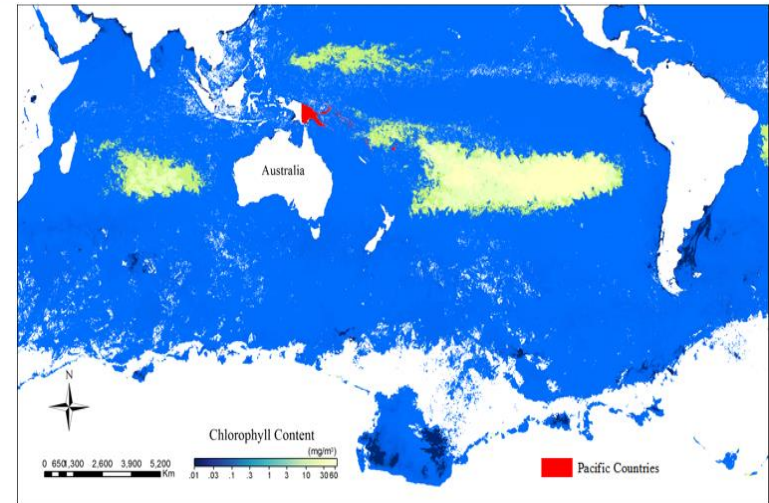 Australia
N
Chlorophyll Content
(mg/m³)
.01 .03 .1 .3 1 3 10 30 60
0 650 1,300 2,600 3,900 5,200
Km
Pacific Countries